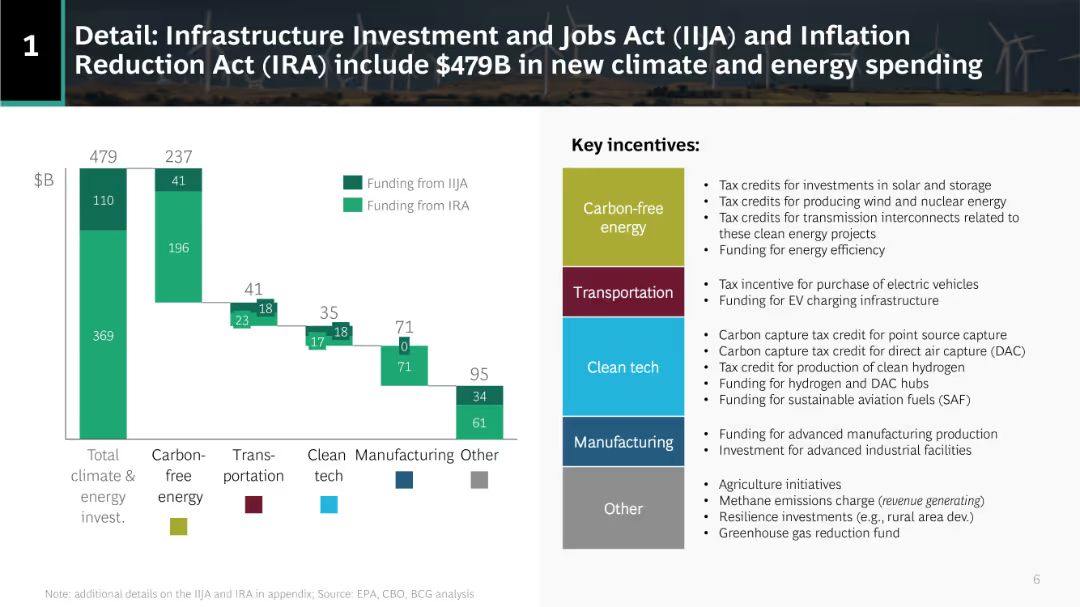 1
Detail: Infrastructure Investment and Jobs Act (IIJA) and Inflation
Reduction Act (IRA) include $479B in new climate and energy spending
$B
479
237
41
35
71
95
110
369
41
196
18
23
18
17
0
71
34
61
Funding from IIJA
Funding from IRA
Total
climate &
energy
invest.
Carbon-
free
energy
Trans-
portation
Clean
tech
Manufacturing
Other
Key incentives:
Carbon-free
energy
• Tax credits for investments in solar and storage
• Tax credits for producing wind and nuclear energy
• Tax credits for transmission interconnects related to
these clean energy projects
• Funding for energy efficiency
Transportation
• Tax incentive for purchase of electric vehicles
• Funding for EV charging infrastructure
Clean tech
• Carbon capture tax credit for point source capture
• Carbon capture tax credit for direct air capture (DAC)
• Tax credit for production of clean hydrogen
• Funding for hydrogen and DAC hubs
• Funding for sustainable aviation fuels (SAF)
Manufacturing
• Funding for advanced manufacturing production
• Investment for advanced industrial facilities
Other
• Agriculture initiatives
• Methane emissions charge (revenue generating)
• Resilience investments (e.g., rural area dev.)
• Greenhouse gas reduction fund
Note: additional details on the IIJA and IRA in appendix; Source: EPA, CBO, BCG analysis
6